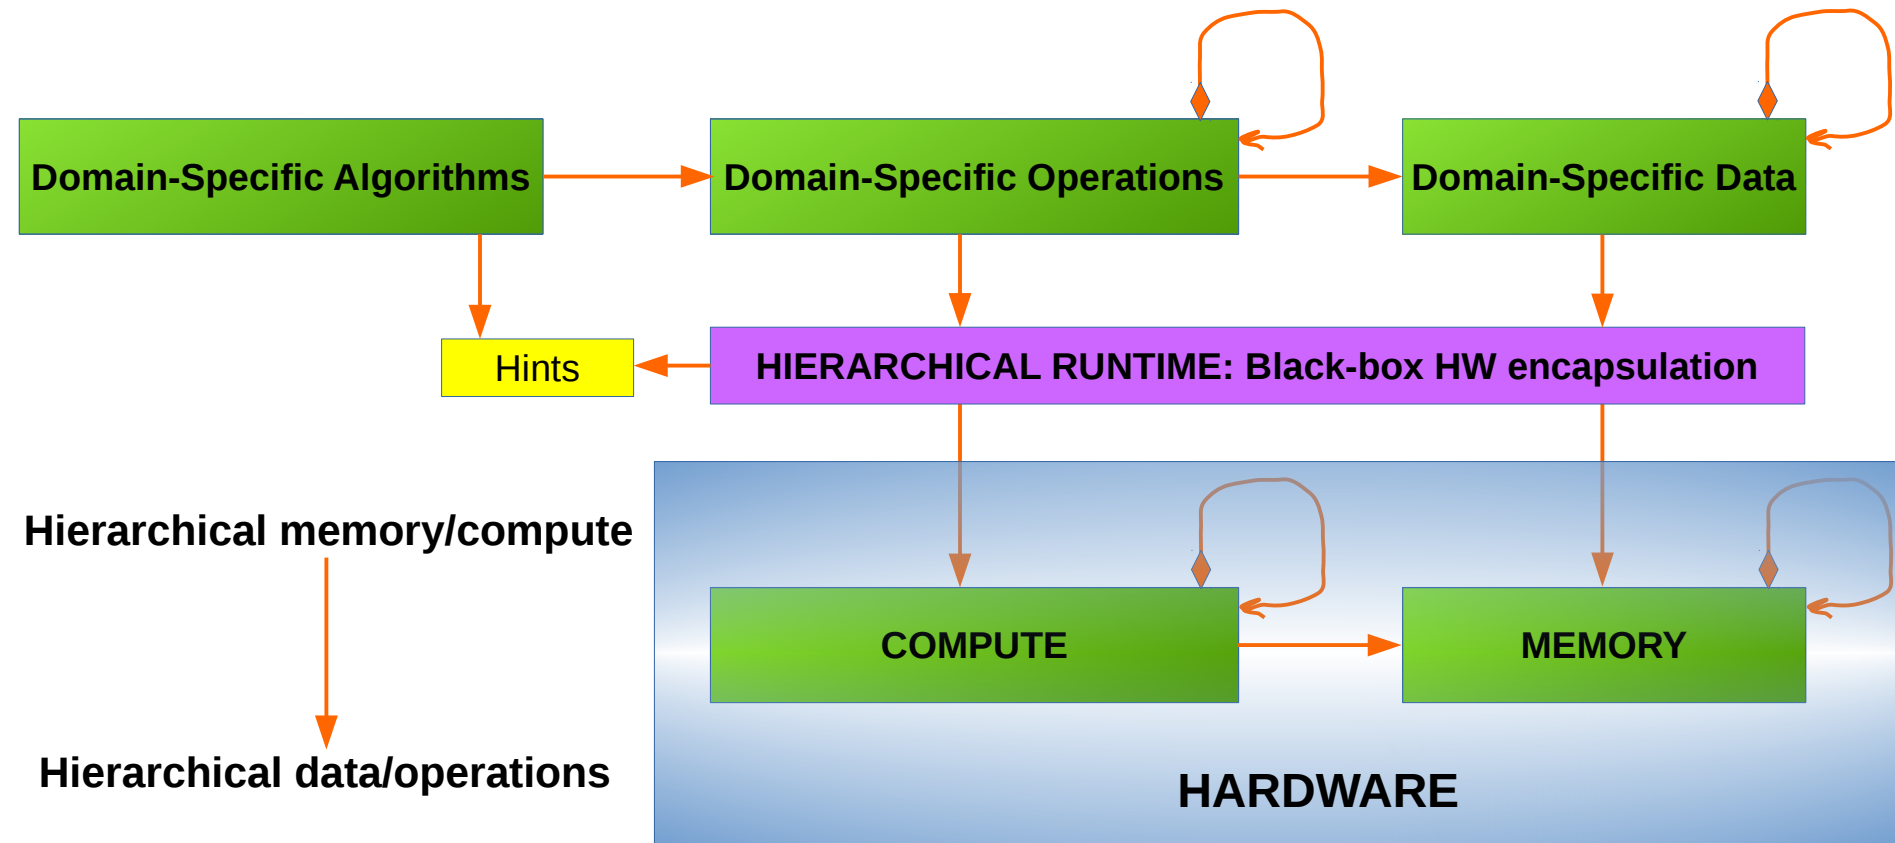 Domain-Specific Algorithms
Domain-Specific Operations
Domain-Specific Data
Hints
HIERARCHICAL RUNTIME: Black-box HW encapsulation
Hierarchical memory/compute
COMPUTE
MEMORY
Hierarchical data/operations
HARDWARE